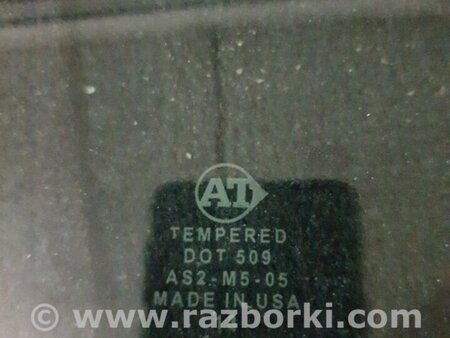 AT
TEMPERED
DOT 509
AS2-M5-05
MADE IN USA
© www.razborki.com